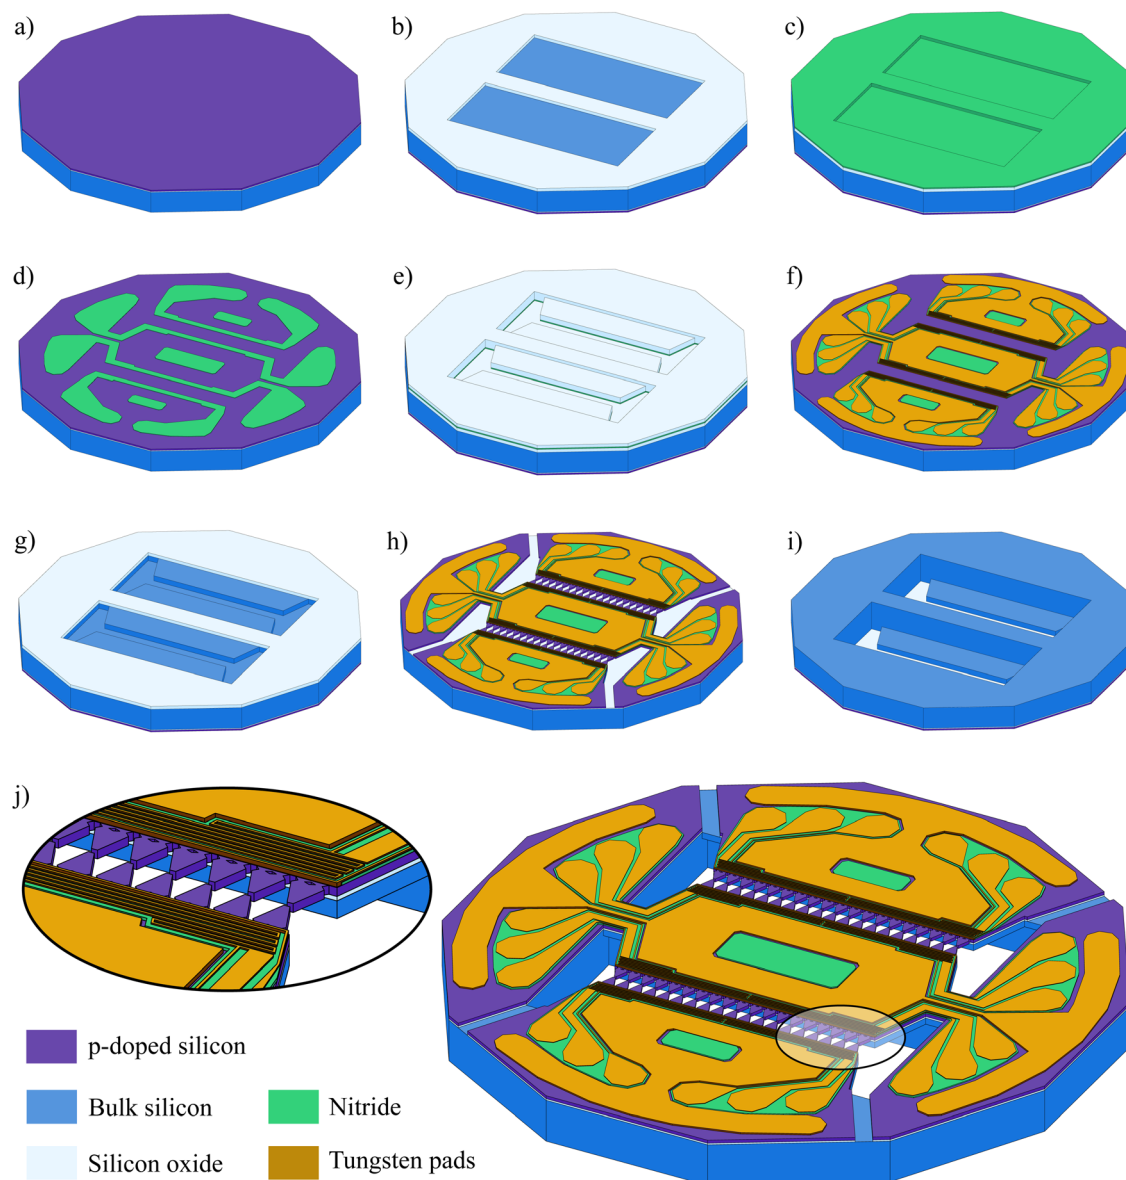 a)
b)
c)
d)
e)
f)
g)
h)
i)
j)
p-doped silicon
Bulk silicon
Nitride
Silicon oxide
Tungsten pads